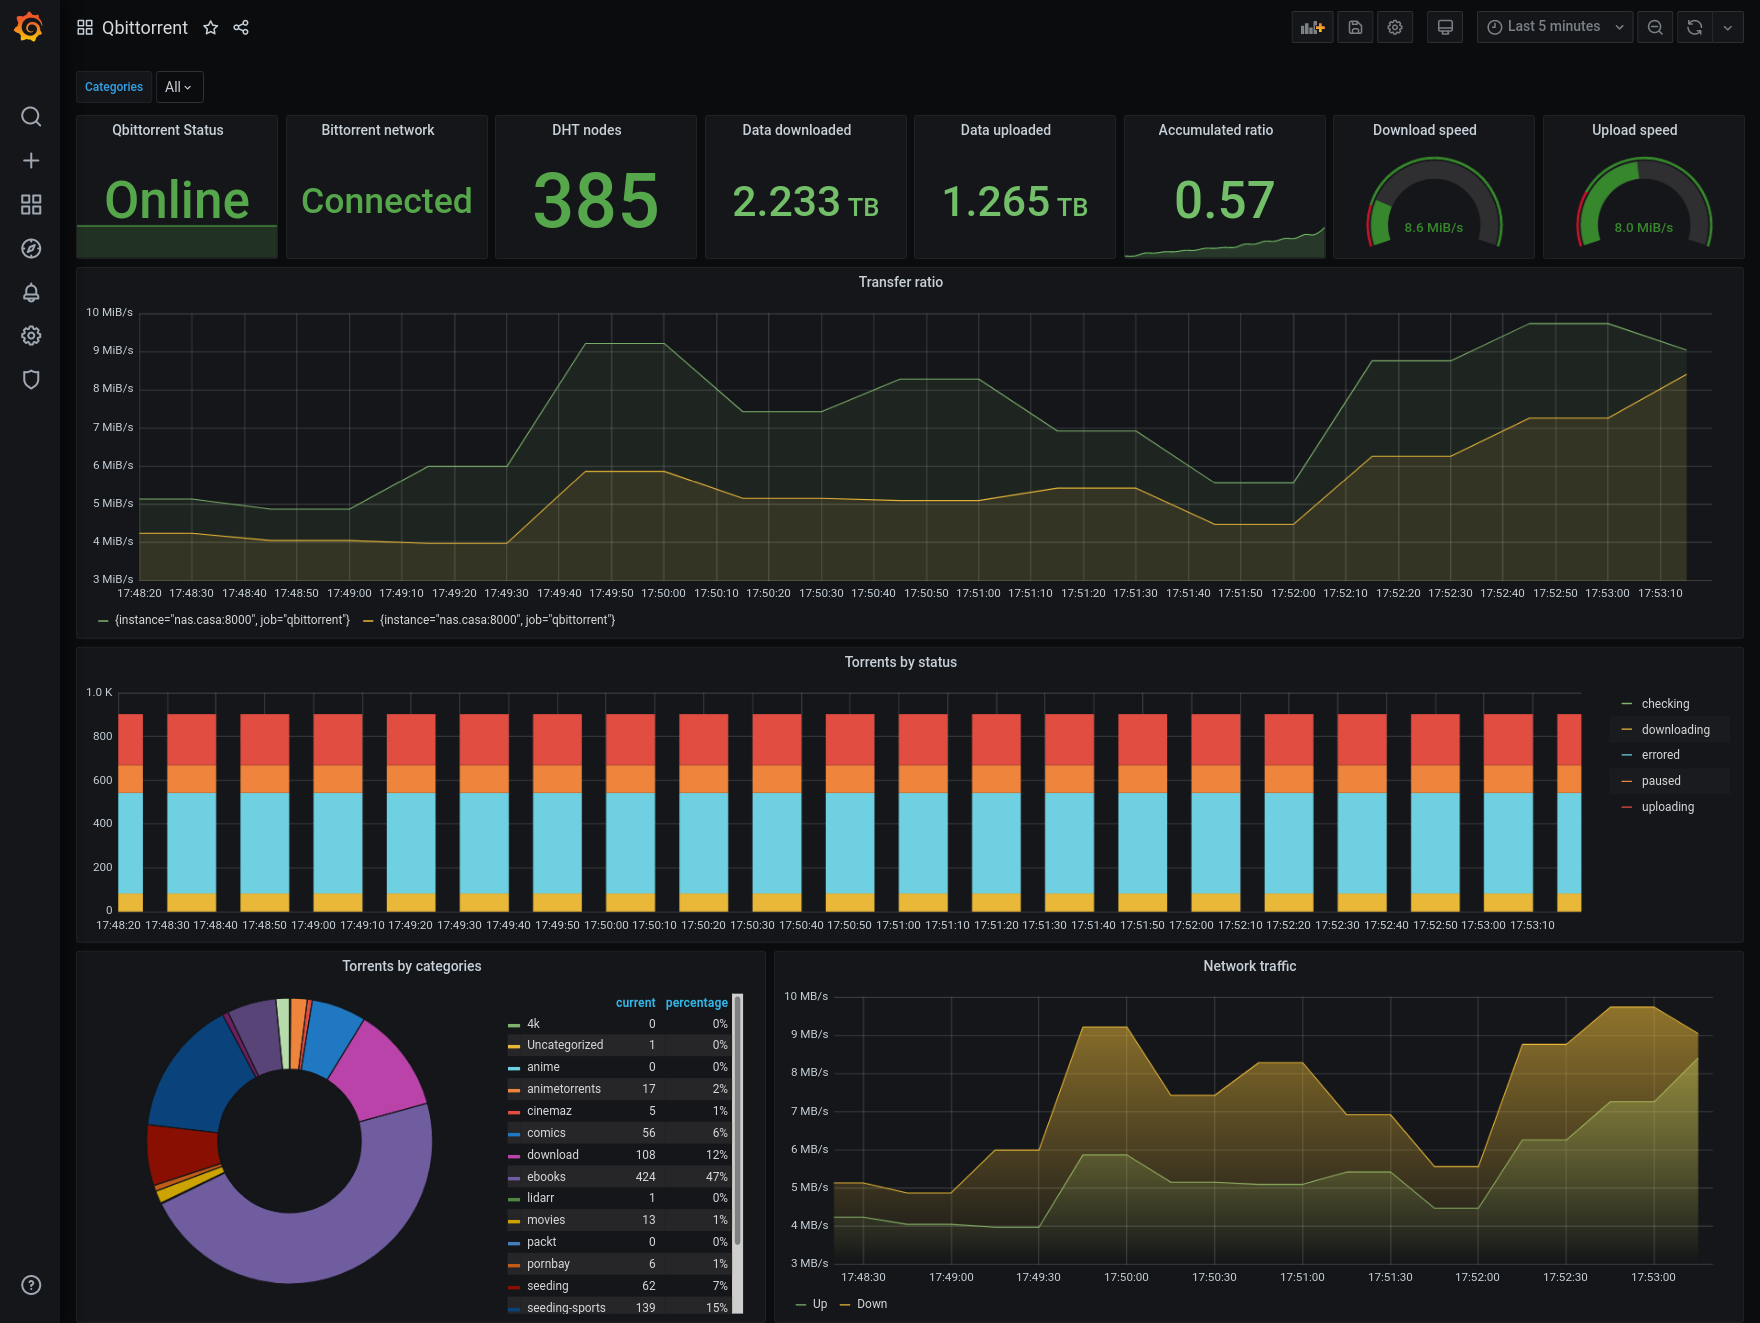 Qbittorrent
Last 5 minutes
Categories All
Qbittorrent Status
Online
Bittorrent network
Connected
DHT nodes
385
Data downloaded
2.233 TB
Data uploaded
1.265 TB
Accumulated ratio
0.57
Download speed
8.6 MiB/s
Upload speed
8.0 MiB/s
Transfer ratio
10 MiB/s
9 MiB/s
8 MiB/s
7 MiB/s
6 MiB/s
5 MiB/s
4 MiB/s
3 MiB/s
17:48:20 17:48:30 17:48:40 17:48:50 17:49:00 17:49:10 17:49:20 17:49:30 17:49:40 17:49:50 17:50:00 17:50:10 17:50:20 17:50:30 17:50:40 17:50:50 17:51:00 17:51:10 17:51:20 17:51:30 17:51:40 17:51:50 17:52:00 17:52:10 17:52:20 17:52:30 17:52:40 17:52:50 17:53:00 17:53:10
{instance="nas.casa:8000", job="qbittorrent"} {instance="nas.casa:8000", job="qbittorrent"}
Torrents by status
1.0 K
800
600
400
200
0
17:48:20 17:48:30 17:48:40 17:48:50 17:49:00 17:49:10 17:49:20 17:49:30 17:49:40 17:49:50 17:50:00 17:50:10 17:50:20 17:50:30 17:50:40 17:50:50 17:51:00 17:51:10 17:51:20 17:51:30 17:51:40 17:51:50 17:52:00 17:52:10 17:52:20 17:52:30 17:52:40 17:52:50 17:53:00 17:53:10
checking
downloading
errored
paused
uploading
Torrents by categories
current percentage
4k 0 0%
Uncategorized 1 0%
anime 0 0%
animetorrents 17 2%
cinemaz 5 1%
comics 56 6%
download 108 12%
ebooks 424 47%
lidarr 1 0%
movies 13 1%
packt 0 0%
pornbay 6 1%
seeding 62 7%
seeding-sports 139 15%
Network traffic
10 MB/s
9 MB/s
8 MB/s
7 MB/s
6 MB/s
5 MB/s
4 MB/s
3 MB/s
17:48:30 17:49:00 17:49:30 17:50:00 17:50:30 17:51:00 17:51:30 17:52:00 17:52:30 17:53:00
Up Down